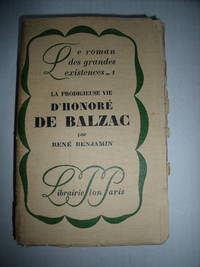 Le roman
des grandes
existences _ 1
LA PRODIGIEUSE VIE
D'HONORÉ
DE BALZAC
par
RENÉ BENJAMIN
Librairie Plon Paris